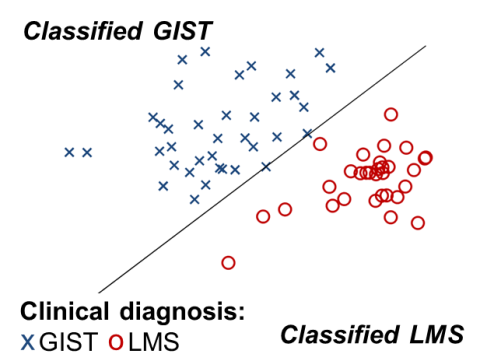 Classified GIST
Clinical diagnosis:
x GIST o LMS
Classified LMS